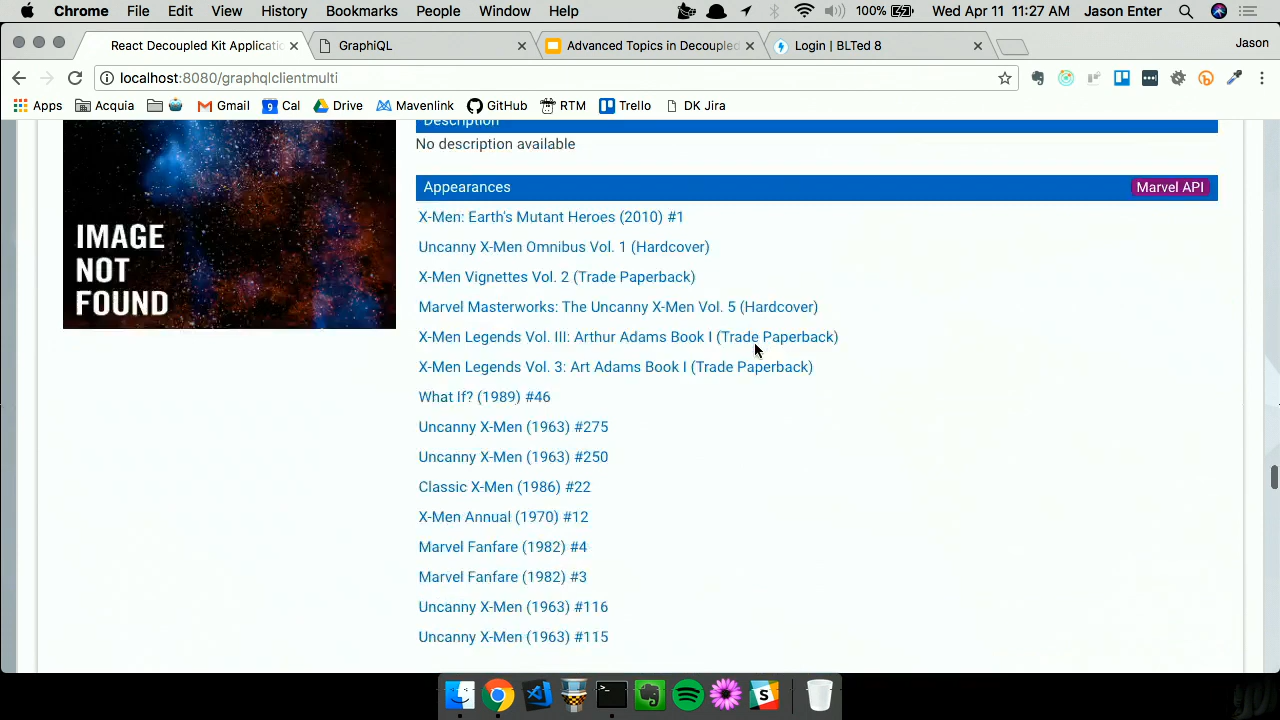 Chrome File Edit View History Bookmarks People Window Help 100% Wed Apr 11 11:27 AM Jason Enter
React Decoupled Kit Applicati GraphiQL Advanced Topics in Decoupled Login | BLTed 8 Jason
localhost:8080/graphqlclientmulti
Apps Acquia Gmail 9 Cal Drive Mavenlink GitHub RTM Trello DK Jira
Description
No description available
IMAGE
NOT
FOUND
Appearances Marvel API
X-Men: Earth's Mutant Heroes (2010) #1
Uncanny X-Men Omnibus Vol. 1 (Hardcover)
X-Men Vignettes Vol. 2 (Trade Paperback)
Marvel Masterworks: The Uncanny X-Men Vol. 5 (Hardcover)
X-Men Legends Vol. III: Arthur Adams Book I (Trade Paperback)
X-Men Legends Vol. 3: Art Adams Book I (Trade Paperback)
What If? (1989) #46
Uncanny X-Men (1963) #275
Uncanny X-Men (1963) #250
Classic X-Men (1986) #22
X-Men Annual (1970) #12
Marvel Fanfare (1982) #4
Marvel Fanfare (1982) #3
Uncanny X-Men (1963) #116
Uncanny X-Men (1963) #115